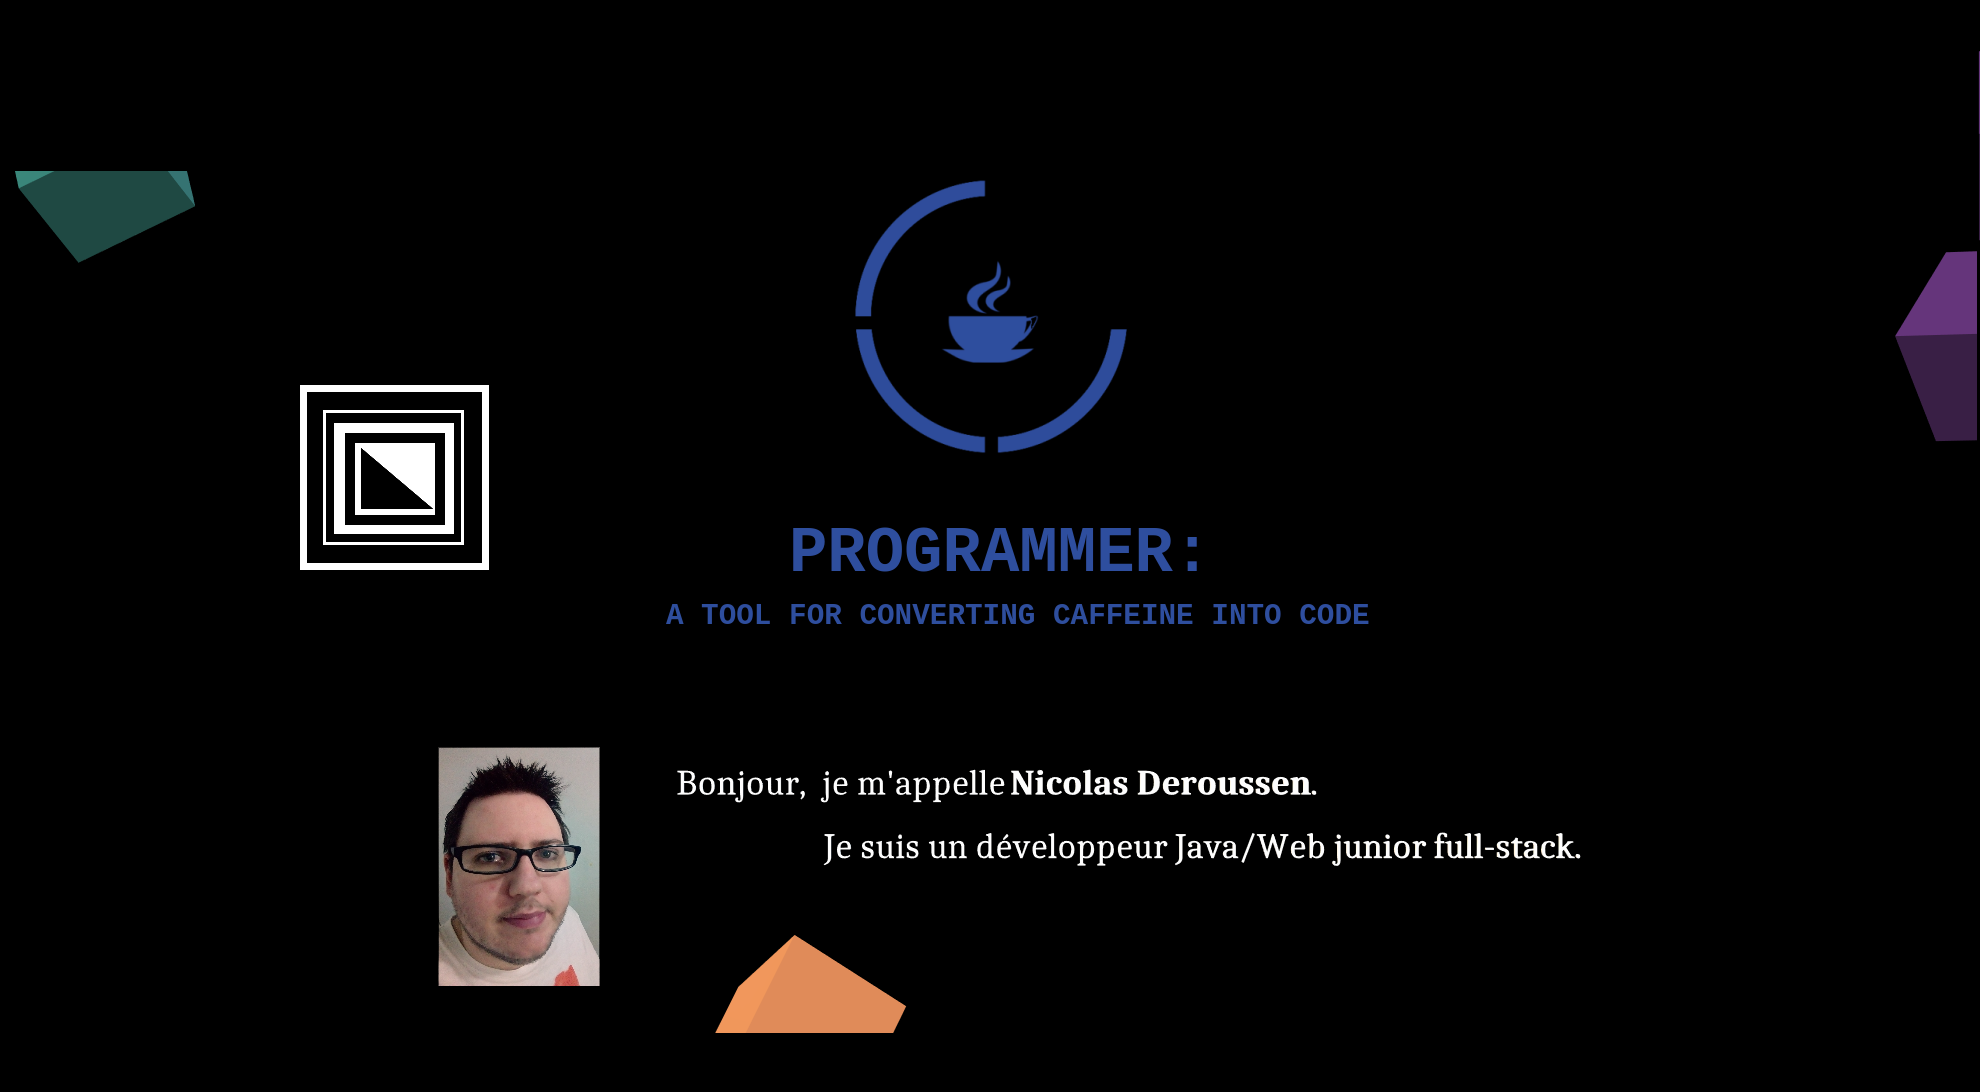 PROGRAMMER:
A TOOL FOR CONVERTING CAFFEINE INTO CODE
Bonjour, je m'appelle Nicolas Deroussen.
Je suis un développeur Java/Web junior full-stack.